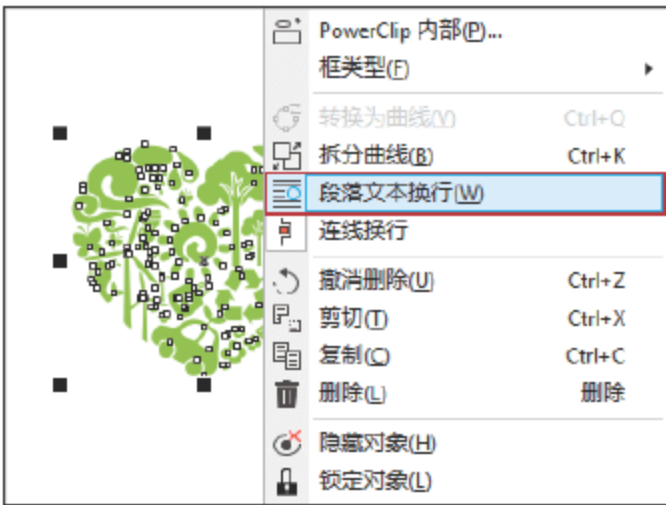 PowerClip 内部(P)...
框类型(F)
转换为曲线(V) Ctrl+Q
拆分曲线(B) Ctrl+K
段落文本换行(W)
连线换行
撤消删除(U) Ctrl+Z
剪切(T) Ctrl+X
复制(C) Ctrl+C
删除(L) 删除
隐藏对象(H)
锁定对象(L)